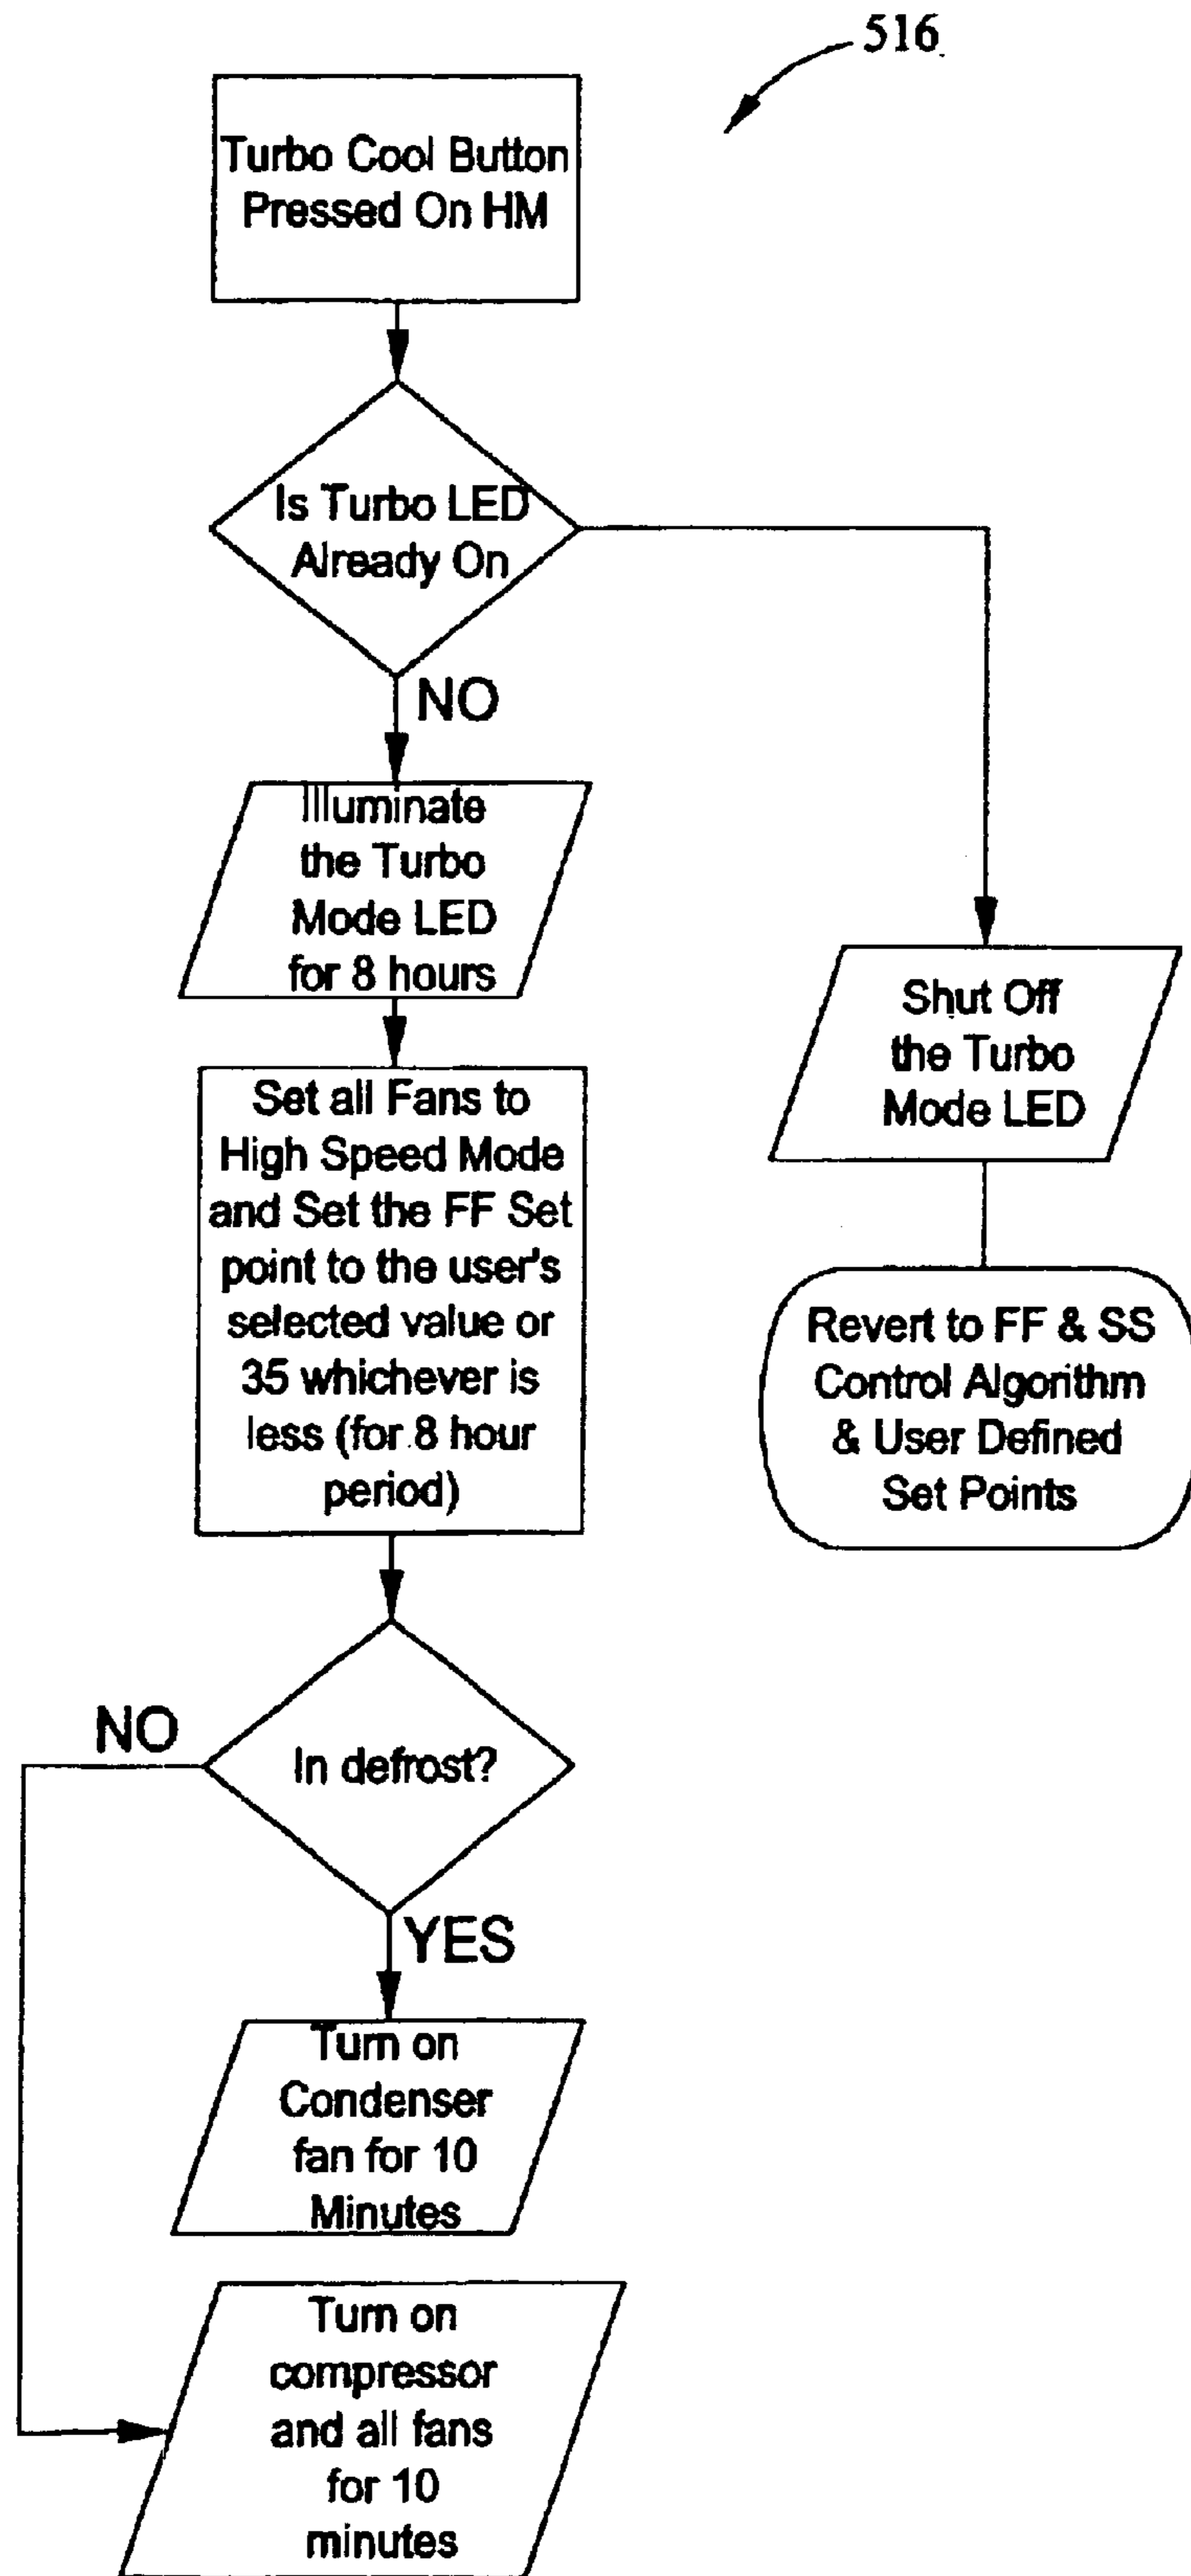 516
Turbo Cool Button
Pressed On HM
Is Turbo LED
Already On
NO
Illuminate
the Turbo
Mode LED
for 8 hours
Set all Fans to
High Speed Mode
and Set the FF Set
point to the user's
selected value or
35 whichever is
less (for 8 hour
period)
Shut Off
the Turbo
Mode LED
Revert to FF & SS
Control Algorithm
& User Defined
Set Points
NO
In defrost?
YES
Turn on
Condenser
fan for 10
Minutes
Turn on
compressor
and all fans
for 10
minutes